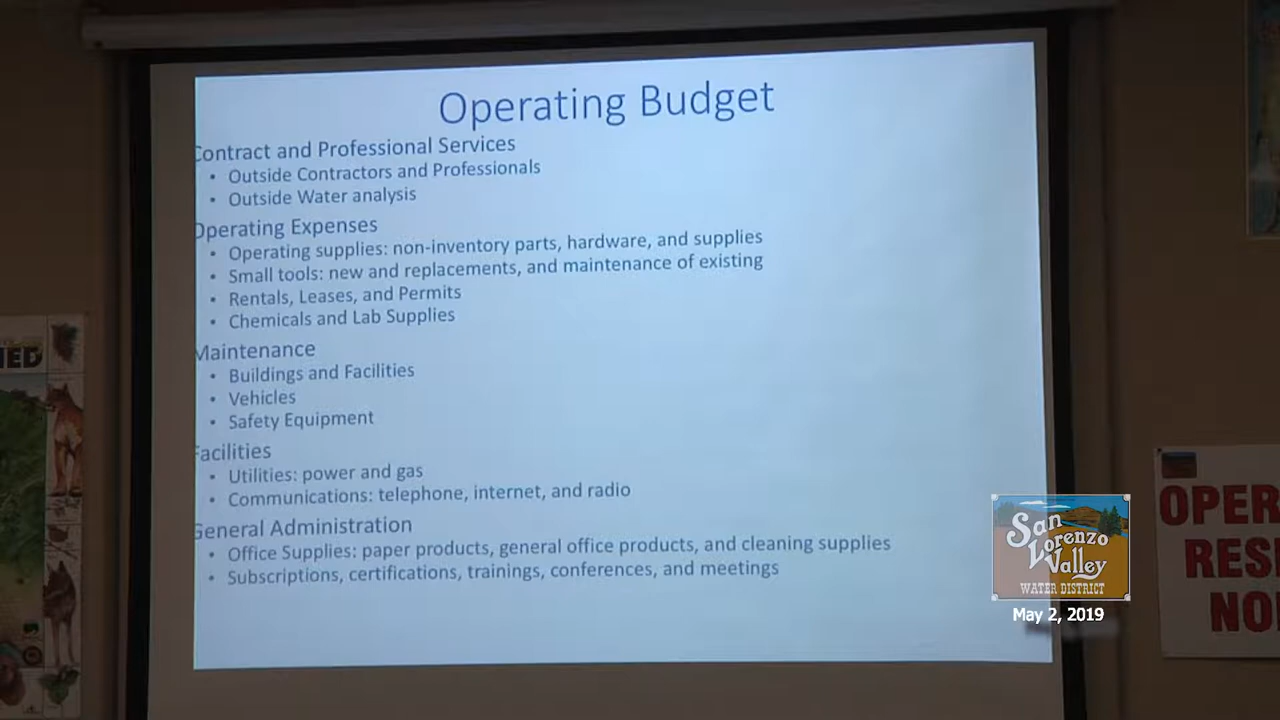 Operating Budget
Contract and Professional Services
• Outside Contractors and Professionals
• Outside Water analysis
Operating Expenses
• Operating supplies: non-inventory parts, hardware, and supplies
• Small tools: new and replacements, and maintenance of existing
• Rentals, Leases, and Permits
• Chemicals and Lab Supplies
Maintenance
• Buildings and Facilities
• Vehicles
• Safety Equipment
Facilities
• Utilities: power and gas
• Communications: telephone, internet, and radio
General Administration
• Office Supplies: paper products, general office products, and cleaning supplies
• Subscriptions, certifications, trainings, conferences, and meetings
San
Lorenzo
Valley
WATER DISTRICT
May 2, 2019
OPER
RES
NO